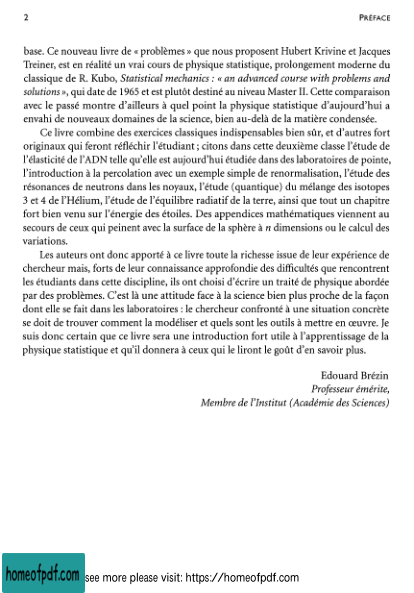 2
PRÉFACE
base. Ce nouveau livre de « problèmes » que nous proposent Hubert Krivine et Jacques
Treiner, est en réalité un vrai cours de physique statistique, prolongement moderne du
classique de R. Kubo, Statistical mechanics : « an advanced course with problems and
solutions », qui date de 1965 et est plutôt destiné au niveau Master II. Cette comparaison
avec le passé montre d'ailleurs à quel point la physique statistique d'aujourd'hui a
envahi de nouveaux domaines de la science, bien au-delà de la matière condensée.
Ce livre combine des exercices classiques indispensables bien sûr, et d'autres fort
originaux qui feront réfléchir l'étudiant ; citons dans cette deuxième classe l'étude de
l'élasticité de l'ADN telle qu'elle est aujourd'hui étudiée dans des laboratoires de pointe,
l'introduction à la percolation avec un exemple simple de renormalisation, l'étude des
résonances de neutrons dans les noyaux, l'étude (quantique) du mélange des isotopes
3 et 4 de l'Hélium, l'étude de l'équilibre radiatif de la terre, ainsi que tout un chapitre
fort bien venu sur l'énergie des étoiles. Des appendices mathématiques viennent au
secours de ceux qui peinent avec la surface de la sphère à n dimensions ou le calcul des
variations.
Les auteurs ont donc apporté à ce livre toute la richesse issue de leur expérience de
chercheur mais, forts de leur connaissance approfondie des difficultés que rencontrent
les étudiants dans cette discipline, ils ont choisi d'écrire un traité de physique abordée
par des problèmes. C'est là une attitude face à la science bien plus proche de la façon
dont elle se fait dans les laboratoires : le chercheur confronté à une situation concrète
se doit de trouver comment la modéliser et quels sont les outils à mettre en œuvre. Je
suis donc certain que ce livre sera une introduction fort utile à l'apprentissage de la
physique statistique et qu'il donnera à ceux qui le liront le goût d'en savoir plus.
Edouard Brézin
Professeur émérite,
Membre de l'Institut (Académie des Sciences)
homeofpdf.com
see more please visit: https://homeofpdf.com